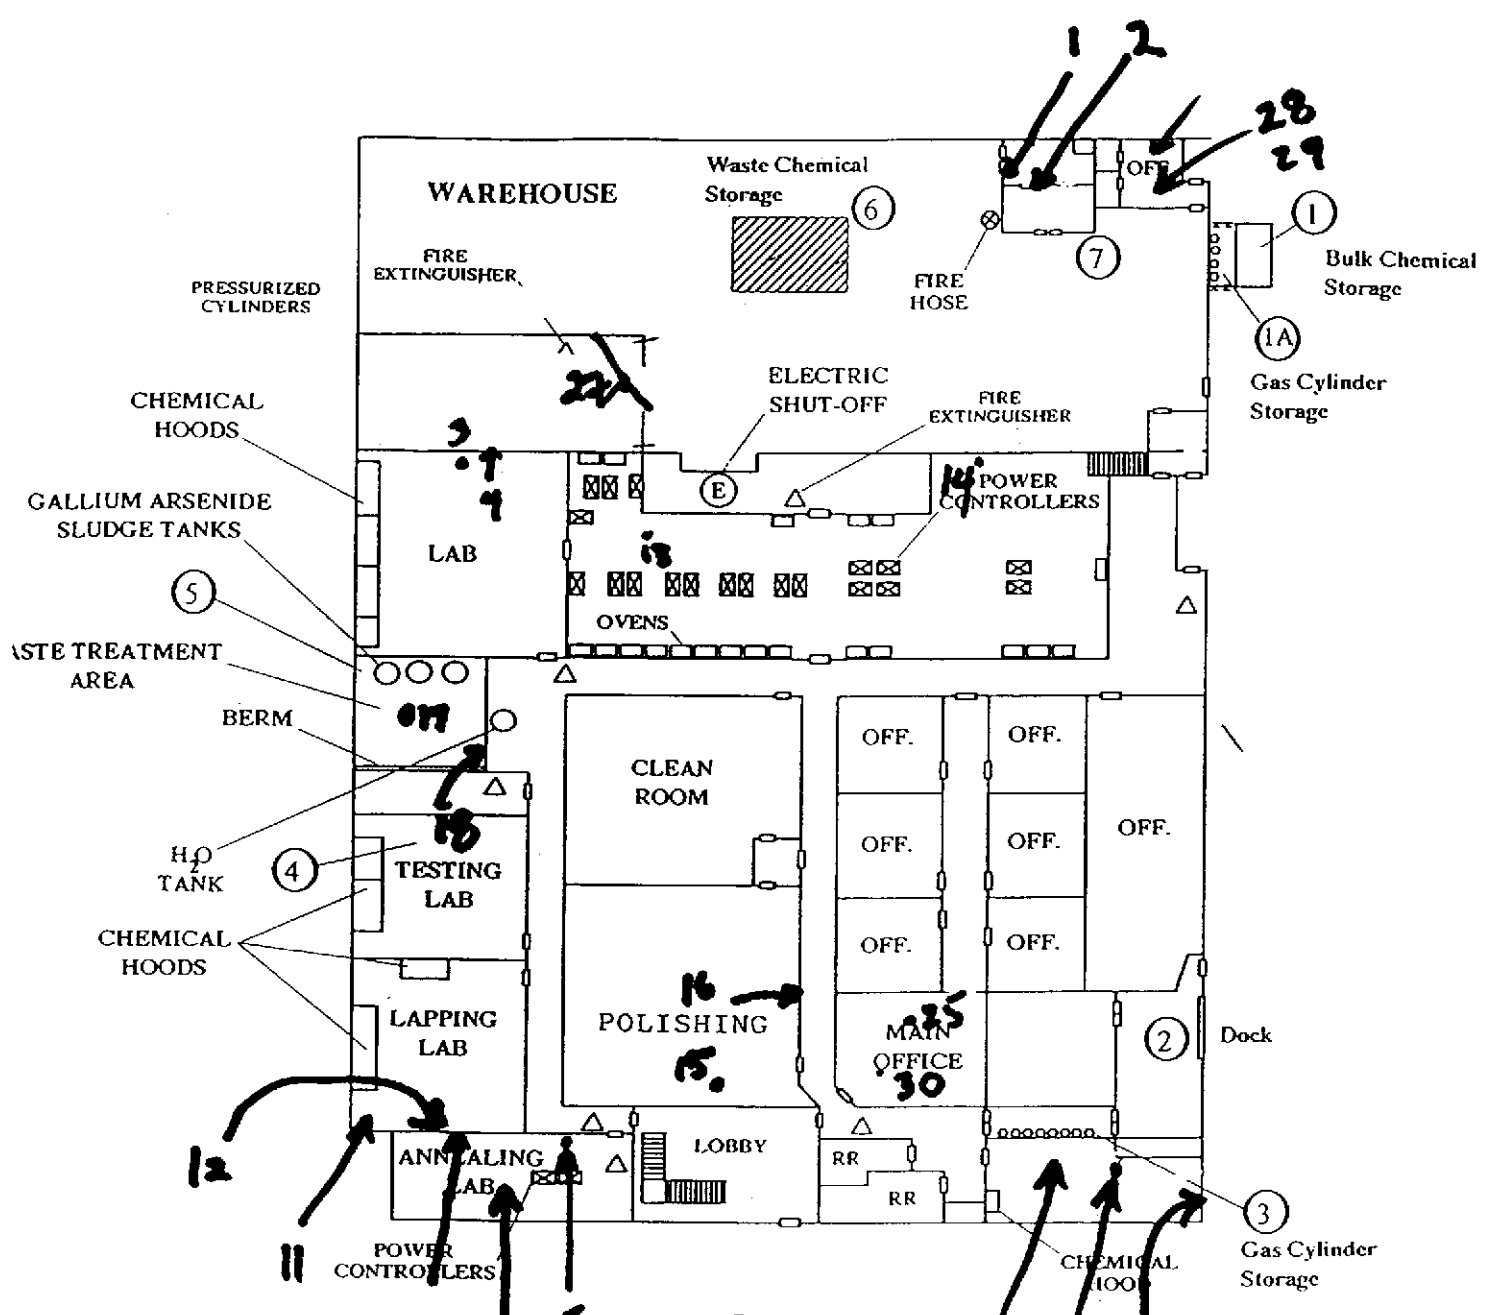 1 2
28
29
Waste Chemical
Storage
6
OFF.
WAREHOUSE
1
7
FIRE
EXTINGUISHER
FIRE
HOSE
Bulk Chemical
Storage
PRESSURIZED
CYLINDERS
1A
ELECTRIC
SHUT-OFF
Gas Cylinder
Storage
CHEMICAL
HOODS
FIRE
EXTINGUISHER
3
4
E
14
POWER
CONTROLLERS
GALLIUM ARSENIDE
SLUDGE TANKS
LAB
5
OVENS
ASTE TREATMENT
AREA
BERM
CLEAN
ROOM
OFF.
OFF.
OFF.
OFF.
OFF.
18
H2O
TANK
4
TESTING
LAB
CHEMICAL
HOODS
OFF.
OFF.
16
POLISHING
15.
LAPPING
LAB
.25
MAIN
OFFICE
30
2
Dock
12
ANNEALING
LAB
LOBBY
RR
RR
11
POWER
CONTROLLERS
CHEMICAL
HOOD
3
Gas Cylinder
Storage